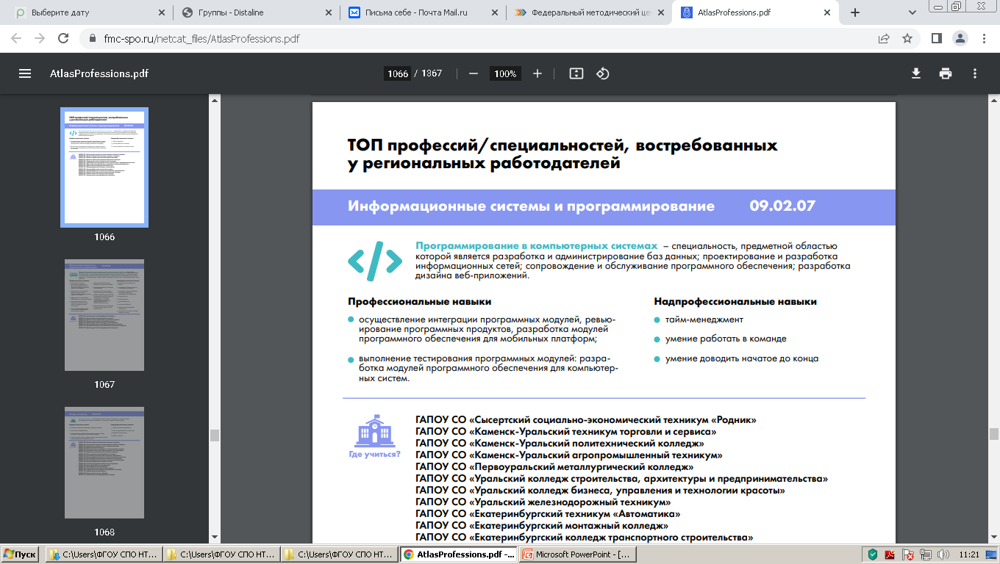 Выберите дату
Группы - Distaline
Письма себе - Почта Mail.ru
Федеральный методический це
AtlasProfessions.pdf
fmc-spo.ru/netcat_files/AtlasProfessions.pdf
AtlasProfessions.pdf
1066 / 1367
100%
1066
1067
1068
ТОП профессий/специальностей, востребованных
у региональных работодателей
Информационные системы и программирование 09.02.07
Программирование в компьютерных системах – специальность, предметной областью
которой является разработка и администрирование баз данных; проектирование и разработка
информационных сетей; сопровождение и обслуживание программного обеспечения; разработка
дизайна веб-приложений.
Профессиональные навыки
осуществление интеграции программных модулей, ревью-
ирование программных продуктов, разработка модулей
программного обеспечения для мобильных платформ;
выполнение тестирования программных модулей: разра-
ботка модулей программного обеспечения для компьютер-
ных систем.
Надпрофессиональные навыки
тайм-менеджмент
умение работать в команде
умение доводить начатое до конца
Где учиться?
ГАПОУ СО «Сысертский социально-экономический техникум «Родник»
ГАПОУ СО «Каменск-Уральский техникум торговли и сервиса»
ГАПОУ СО «Каменск-Уральский политехнический колледж»
ГАПОУ СО «Каменск-Уральский агропромышленный техникум»
ГАПОУ СО «Первоуральский металлургический колледж»
ГАПОУ СО «Уральский колледж строительства, архитектуры и предпринимательства»
ГАПОУ СО «Уральский колледж бизнеса, управления и технологии красоты»
ГАПОУ СО «Уральский железнодорожный техникум»
ГАПОУ СО «Екатеринбургский техникум «Автоматика»
ГАПОУ СО «Екатеринбургский монтажный колледж»
ГАПОУ СО «Екатеринбургский колледж транспортного строительства»
Пуск
C:\Users\ФГОУ СПО НТ...
C:\Users\ФГОУ СПО НТ...
C:\Users\ФГОУ СПО НТ...
AtlasProfessions.pdf -...
Microsoft PowerPoint - [...
11:21